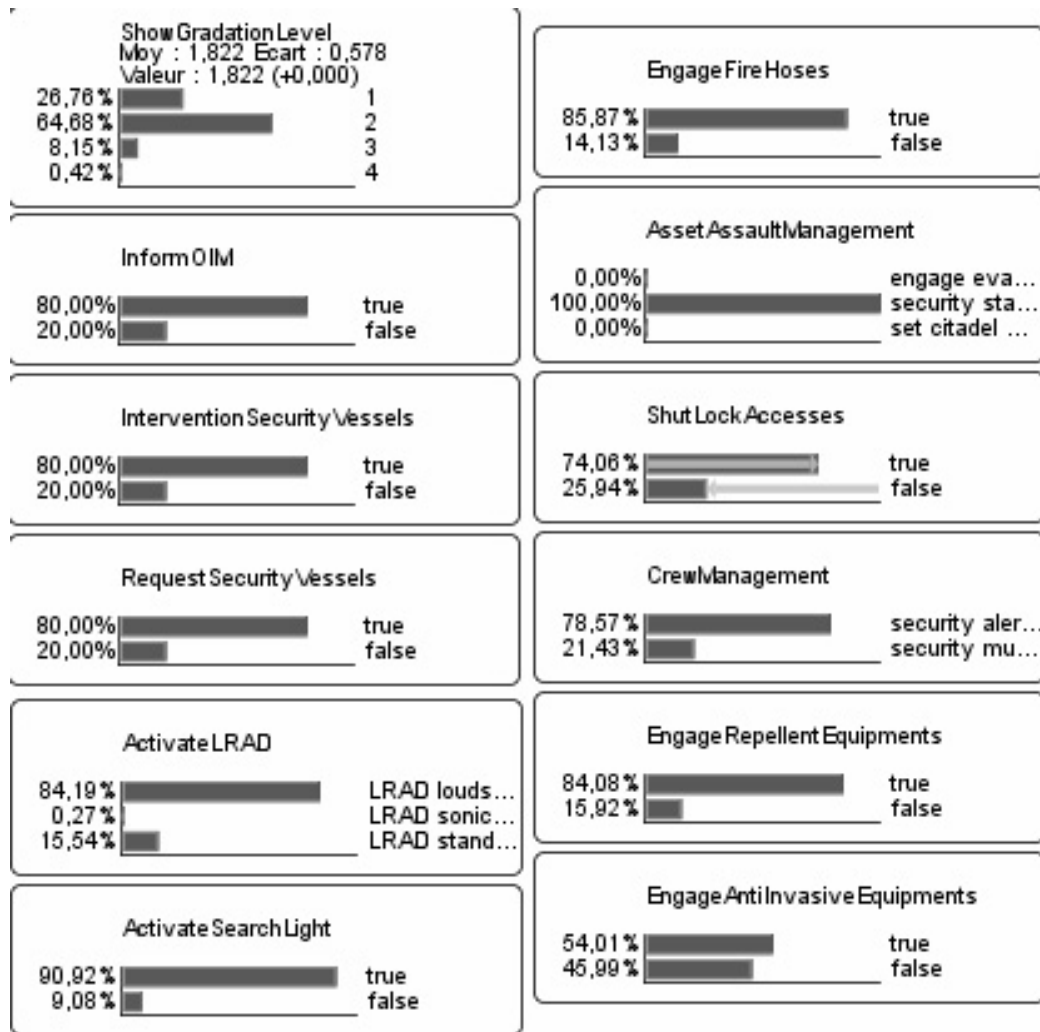 Show Gradation Level
Moy : 1,822 Ecart : 0,578
Valeur : 1,822 (+0,000)
26,76 % 1
64,68 % 2
8,15 % 3
0,42 % 4
Inform OIM
80,00% true
20,00% false
Intervention Security Vessels
80,00% true
20,00% false
Request Security Vessels
80,00% true
20,00% false
Activate LRAD
84,19 % LRAD louds...
0,27 % LRAD sonic...
15,54 % LRAD stand...
Activate Search Light
90,92 % true
9,08 % false
Engage Fire Hoses
85,87 % true
14,13 % false
Asset Assault Management
0,00% engage eva...
100,00% security sta...
0,00% set citadel ...
Shut Lock Accesses
74,06 % true
25,94 % false
Crew Management
78,57 % security aler...
21,43 % security mu...
Engage Repellent Equipments
84,08 % true
15,92 % false
Engage Anti Invasive Equipments
54,01 % true
45,99 % false